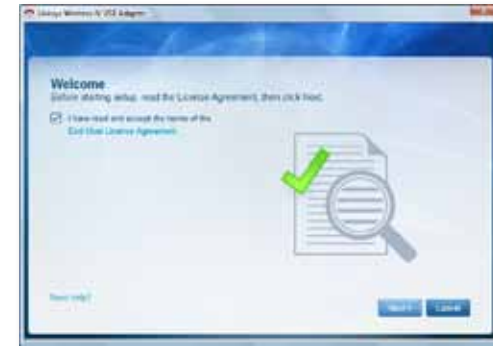 Linksys Wireless-N USB Adapter
Welcome
Before starting setup, read the License Agreement, then click Next.
I have read and accept the terms of the
End User License Agreement.
Need help?
Next
Cancel